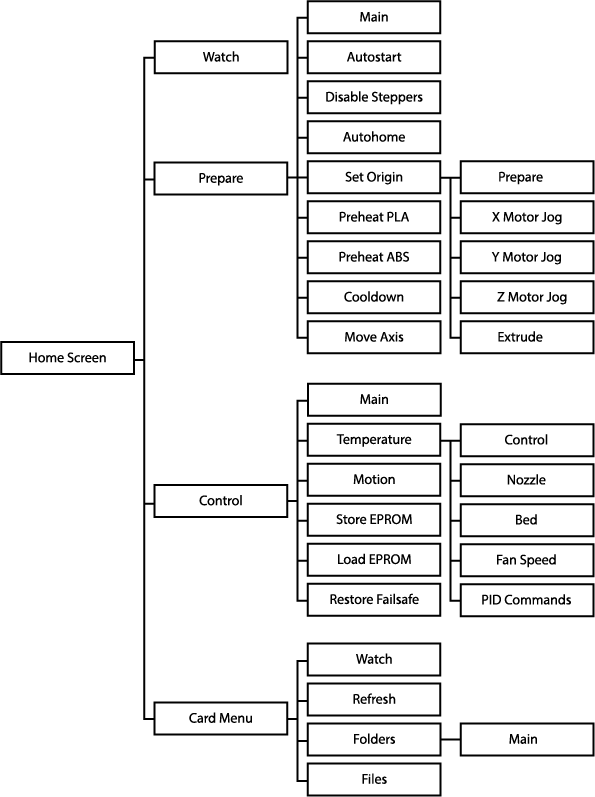 Home Screen
Watch
Prepare
Main
Autostart
Disable Steppers
Autohome
Set Origin
Preheat PLA
Preheat ABS
Cooldown
Move Axis
Prepare
X Motor Jog
Y Motor Jog
Z Motor Jog
Extrude
Control
Main
Temperature
Motion
Store EPROM
Load EPROM
Restore Failsafe
Control
Nozzle
Bed
Fan Speed
PID Commands
Card Menu
Watch
Refresh
Folders
Files
Main